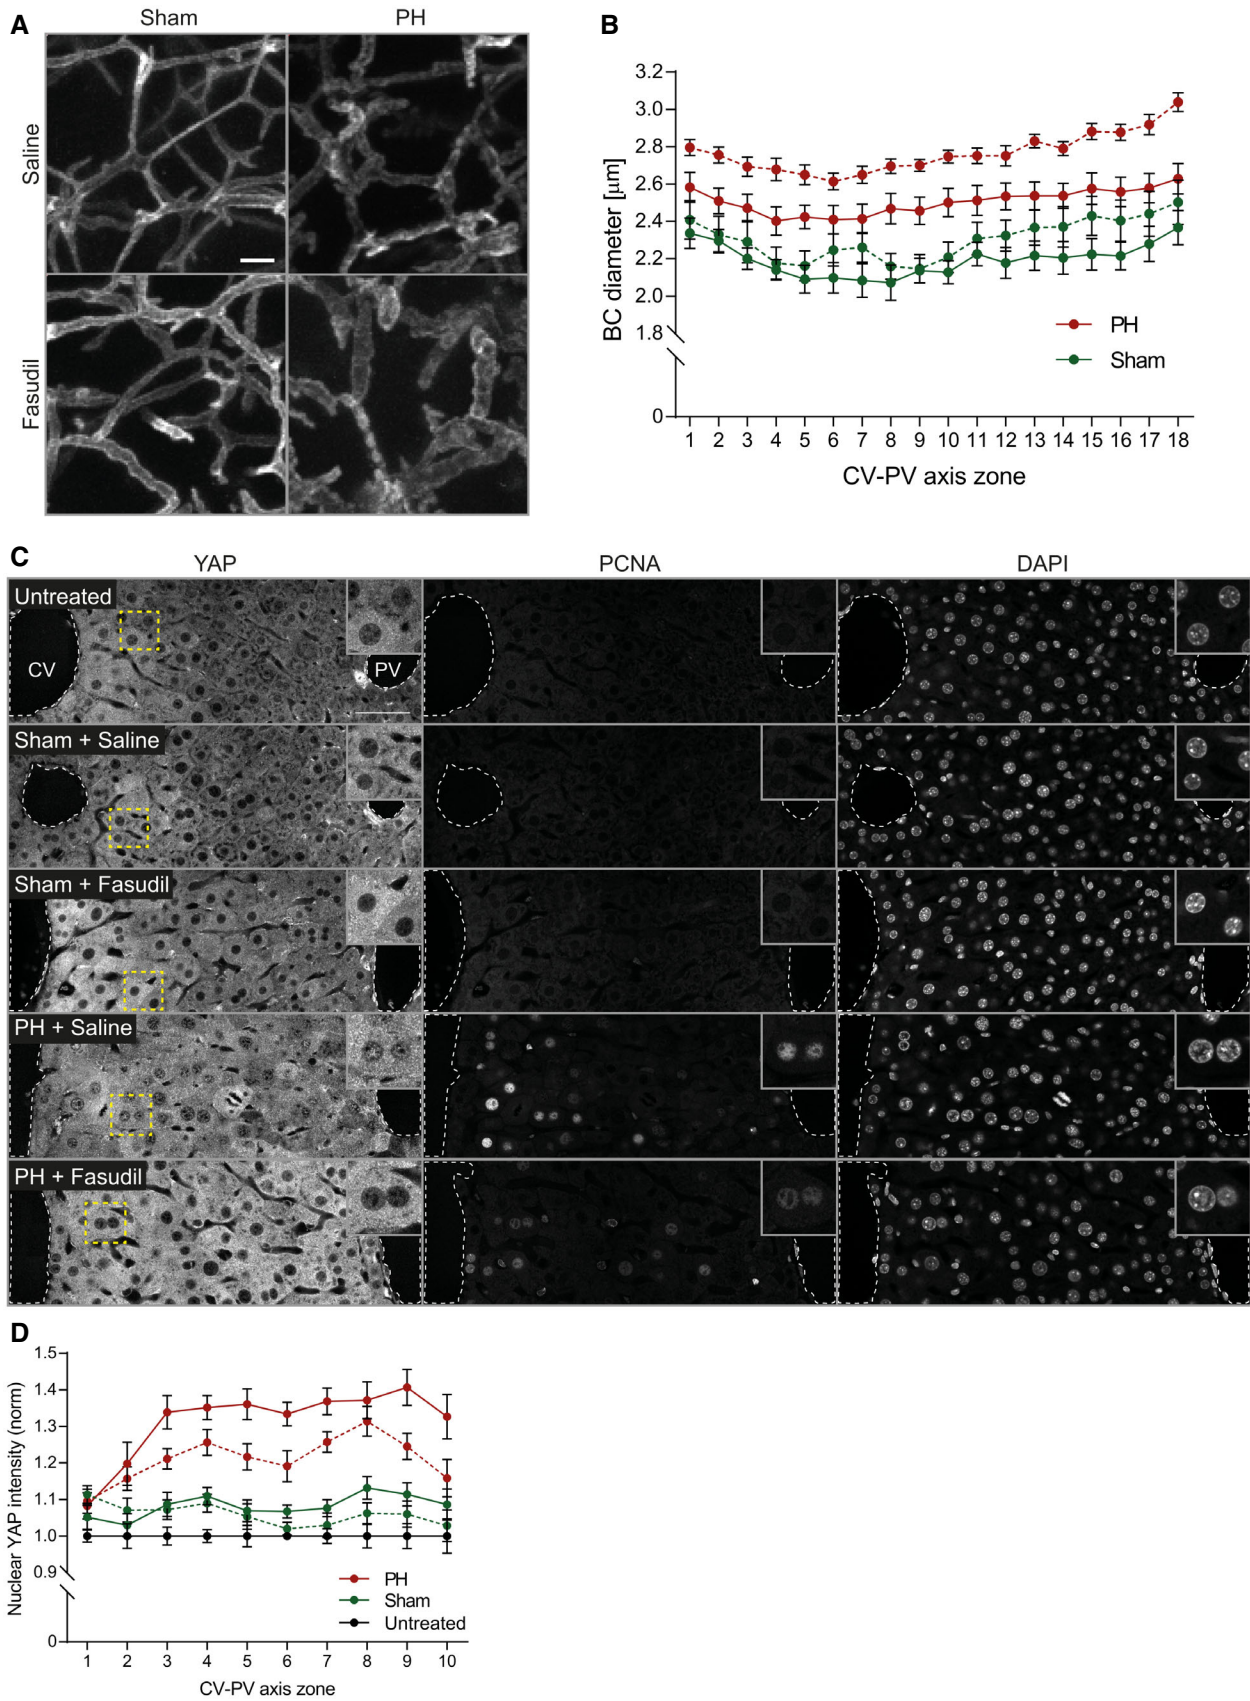 A
Sham
PH
Saline
Fasudil
B
BC diameter [μm]
3.2
3.0
2.8
2.6
2.4
2.2
2.0
1.8
0
PH
Sham
1 2 3 4 5 6 7 8 9 10 11 12 13 14 15 16 17 18
CV-PV axis zone
C
YAP
PCNA
DAPI
Untreated
CV
PV
Sham + Saline
Sham + Fasudil
PH + Saline
PH + Fasudil
D
Nuclear YAP intensity (norm)
1.5
1.4
1.3
1.2
1.1
1.0
0.9
0
PH
Sham
Untreated
1 2 3 4 5 6 7 8 9 10
CV-PV axis zone